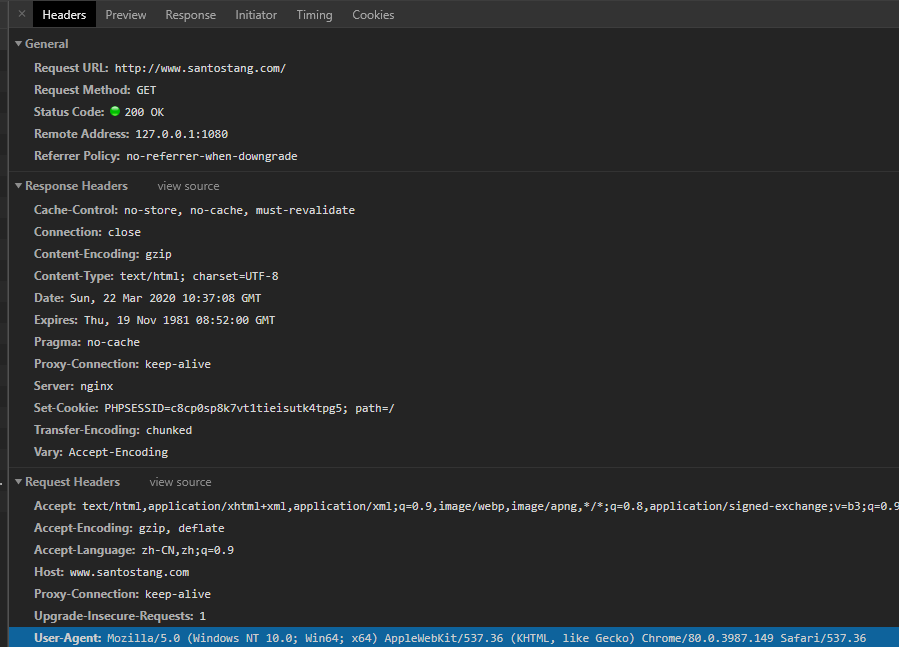 × Headers Preview Response Initiator Timing Cookies
General
Request URL: http://www.santostang.com/
Request Method: GET
Status Code: 200 OK
Remote Address: 127.0.0.1:1080
Referrer Policy: no-referrer-when-downgrade
Response Headers view source
Cache-Control: no-store, no-cache, must-revalidate
Connection: close
Content-Encoding: gzip
Content-Type: text/html; charset=UTF-8
Date: Sun, 22 Mar 2020 10:37:08 GMT
Expires: Thu, 19 Nov 1981 08:52:00 GMT
Pragma: no-cache
Proxy-Connection: keep-alive
Server: nginx
Set-Cookie: PHPSESSID=c8cp0sp8k7vt1tieisutk4tpg5; path=/
Transfer-Encoding: chunked
Vary: Accept-Encoding
Request Headers view source
Accept: text/html,application/xhtml+xml,application/xml;q=0.9,image/webp,image/apng,*/*;q=0.8,application/signed-exchange;v=b3;q=0.9
Accept-Encoding: gzip, deflate
Accept-Language: zh-CN,zh;q=0.9
Host: www.santostang.com
Proxy-Connection: keep-alive
Upgrade-Insecure-Requests: 1
User-Agent: Mozilla/5.0 (Windows NT 10.0; Win64; x64) AppleWebKit/537.36 (KHTML, like Gecko) Chrome/80.0.3987.149 Safari/537.36